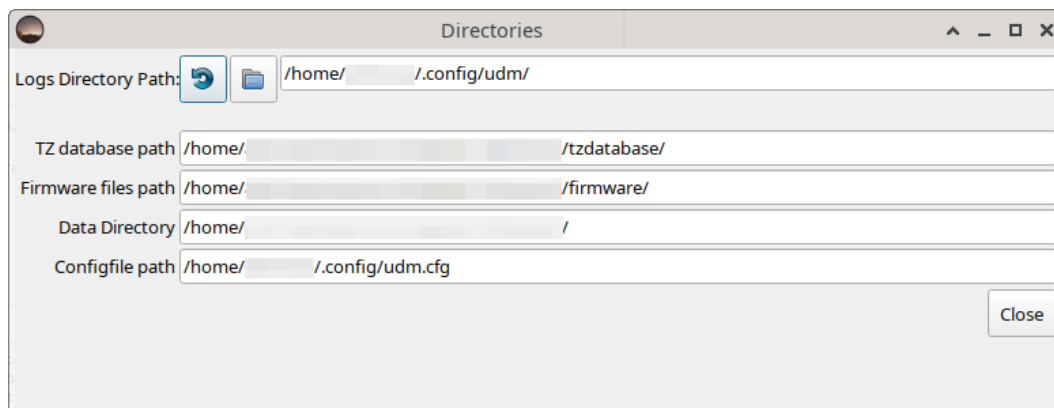 Directories
Logs Directory Path: /home/ /.config/udm/
TZ database path /home/ /tzdatabase/
Firmware files path /home/ /firmware/
Data Directory /home/ /
Configfile path /home/ /.config/udm.cfg
Close